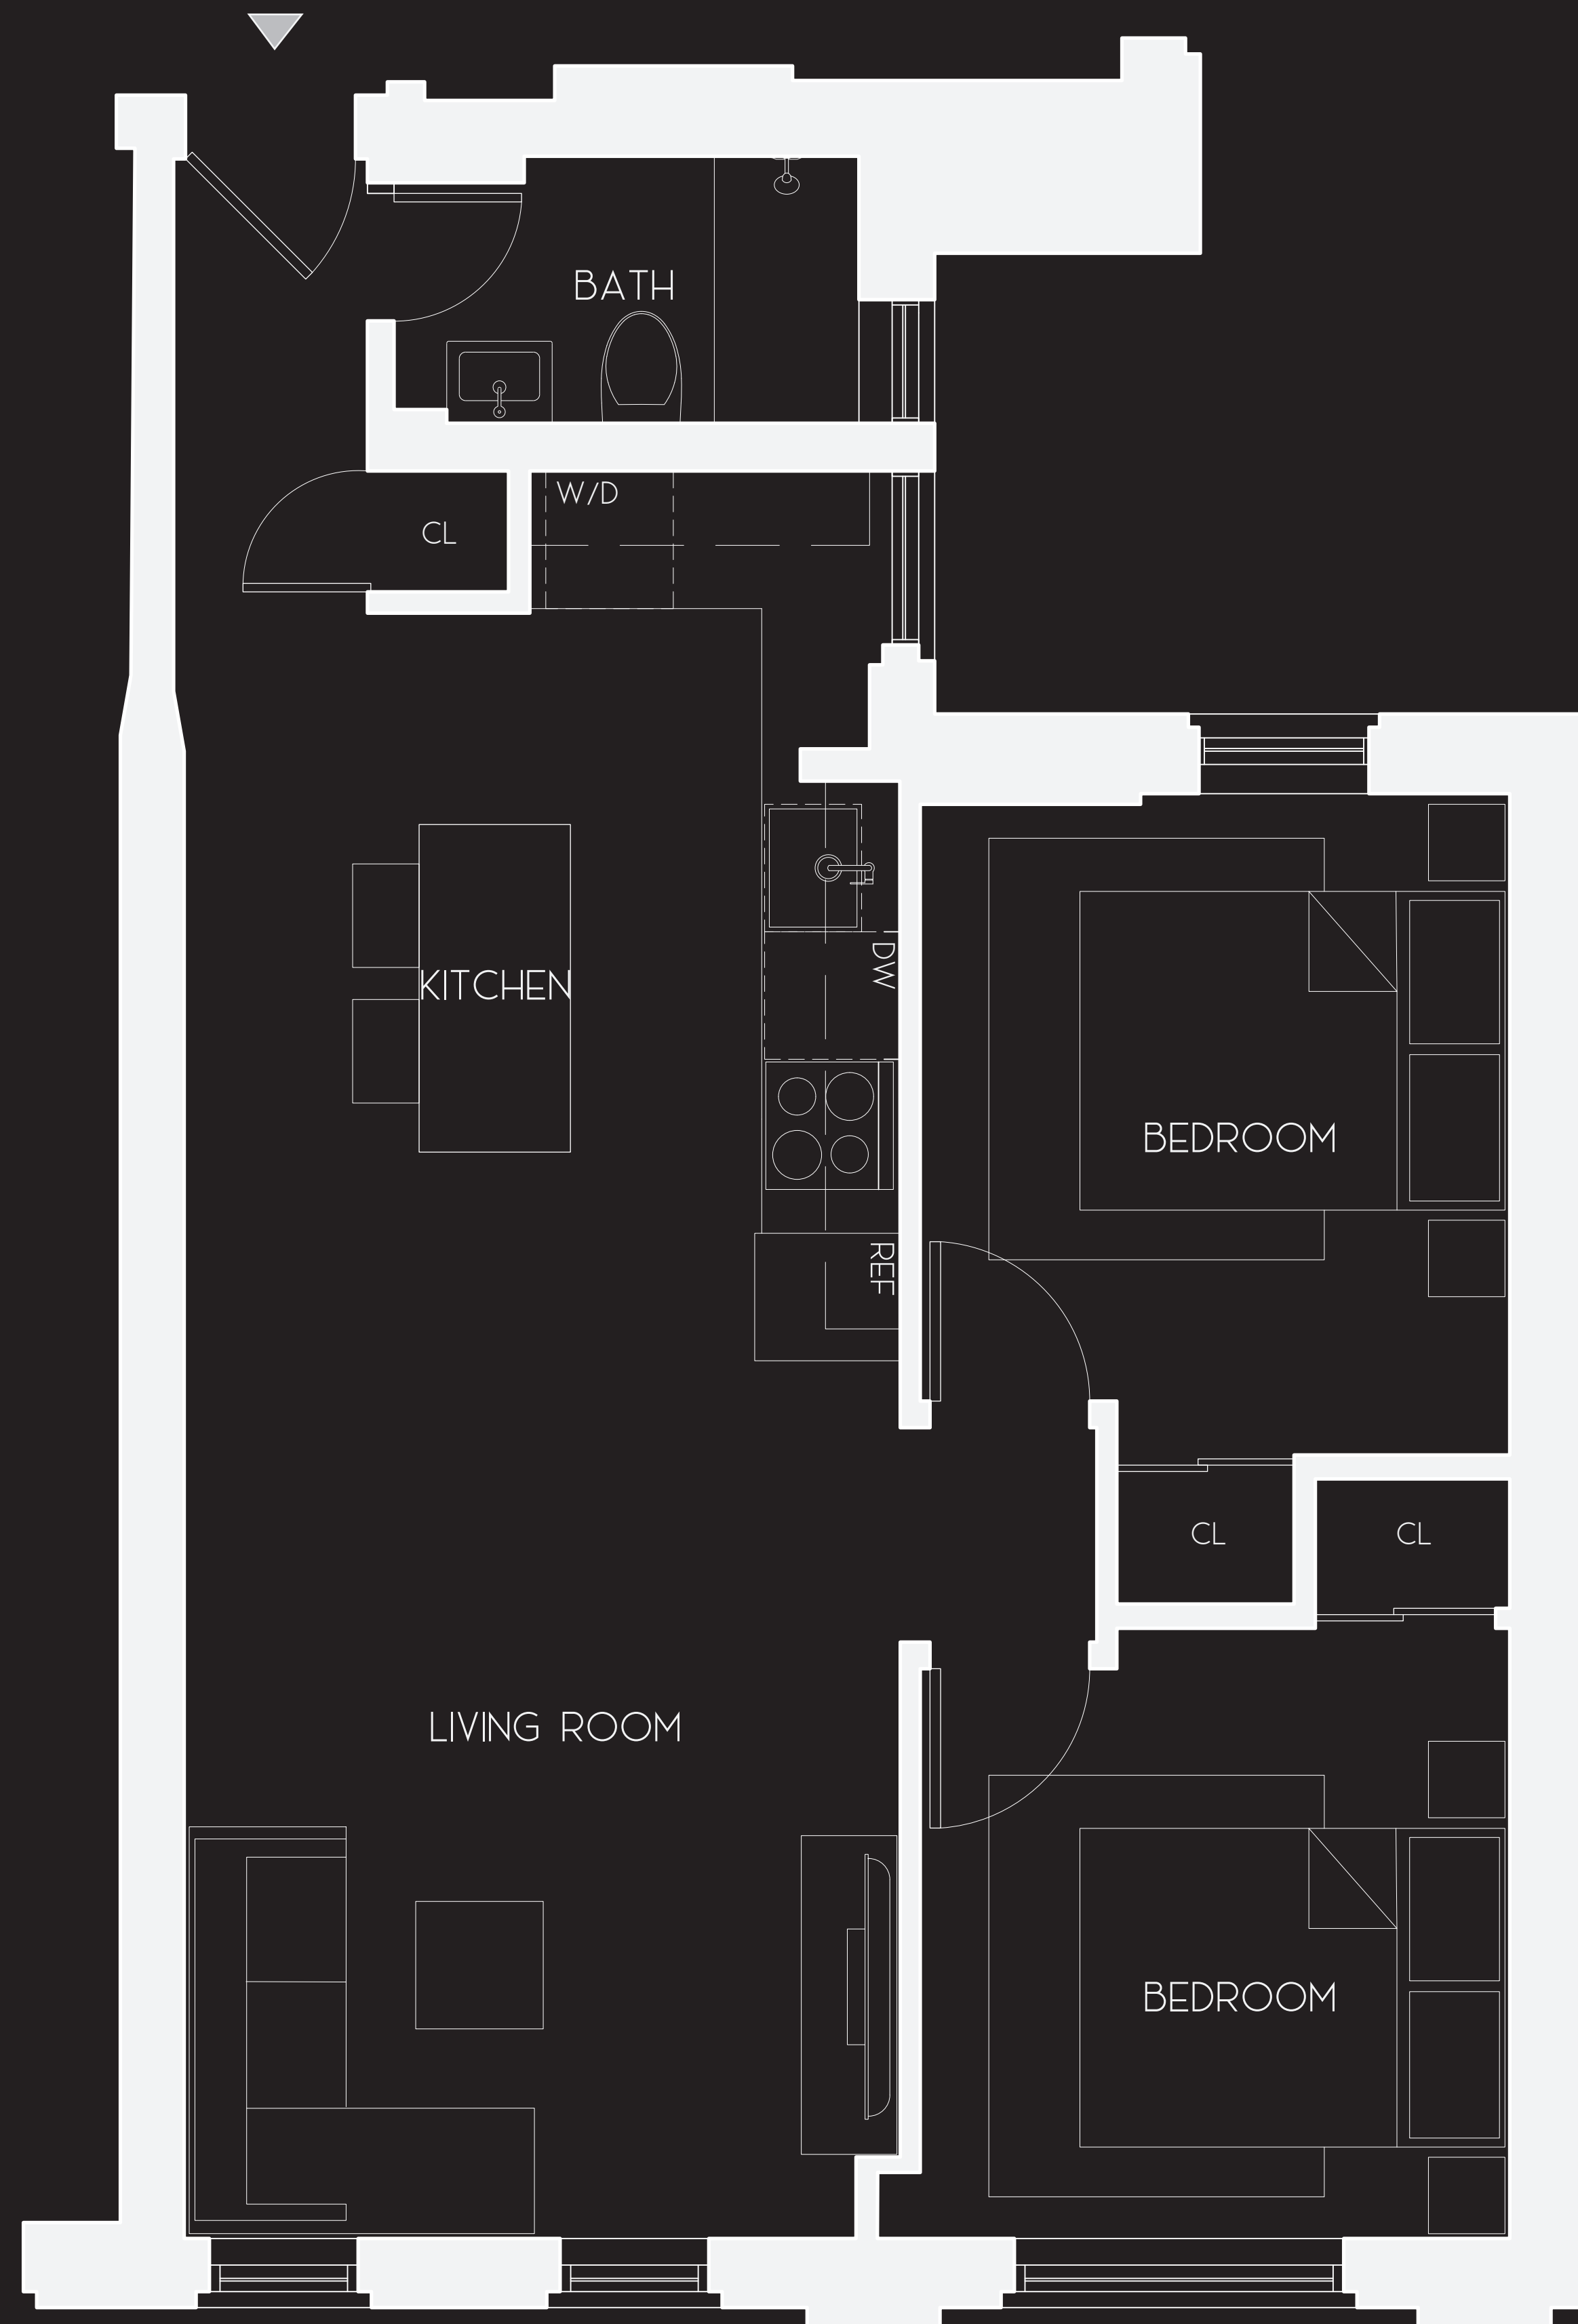 BATH
W/D
CL
KITCHEN
DW
BEDROOM
REF
CL
CL
LIVING ROOM
BEDROOM